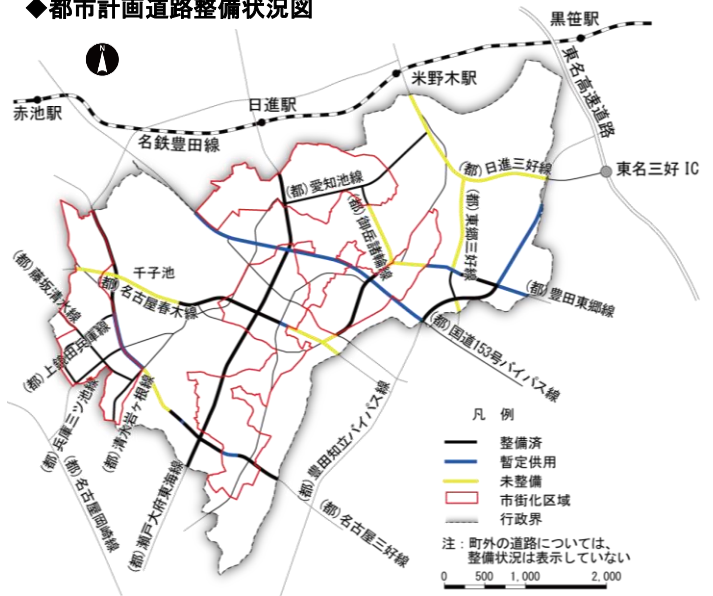 ◆都市計画道路整備状況図
N
黒笹駅
米野木駅
東名高速道路
赤池駅
日進駅
名鉄豊田線
東名三好 IC
(都)日進三好線
(都)愛知池線
(都)御岳諸輪線
(都)東郷三好線
千子池
(都)名古屋春木線
(都)藤坂清水線
(都)上鏡田兵庫線
(都)豊田東郷線
(都)国道153号バイパス線
(都)兵庫三ツ池線
(都)清水岩ケ根線
(都)名古屋岡崎線
(都)瀬戸大府東海線
(都)豊田知立バイパス線
(都)名古屋三好線
凡 例
整備済
暫定供用
未整備
市街化区域
行政界
注:町外の道路については、
整備状況は表示していない
0 500 1,000 2,000